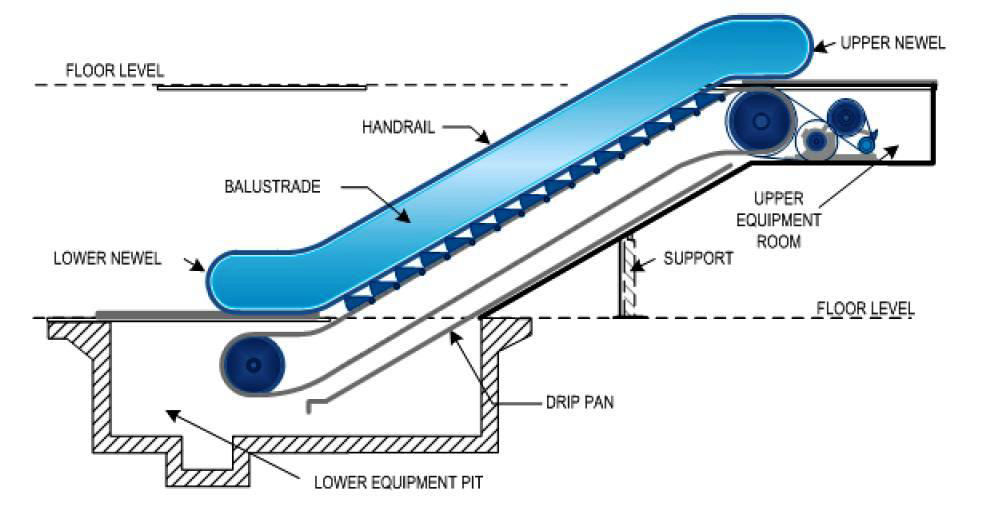 UPPER NEWEL
FLOOR LEVEL
HANDRAIL
BALUSTRADE
UPPER
EQUIPMENT
ROOM
LOWER NEWEL
SUPPORT
FLOOR LEVEL
DRIP PAN
LOWER EQUIPMENT PIT